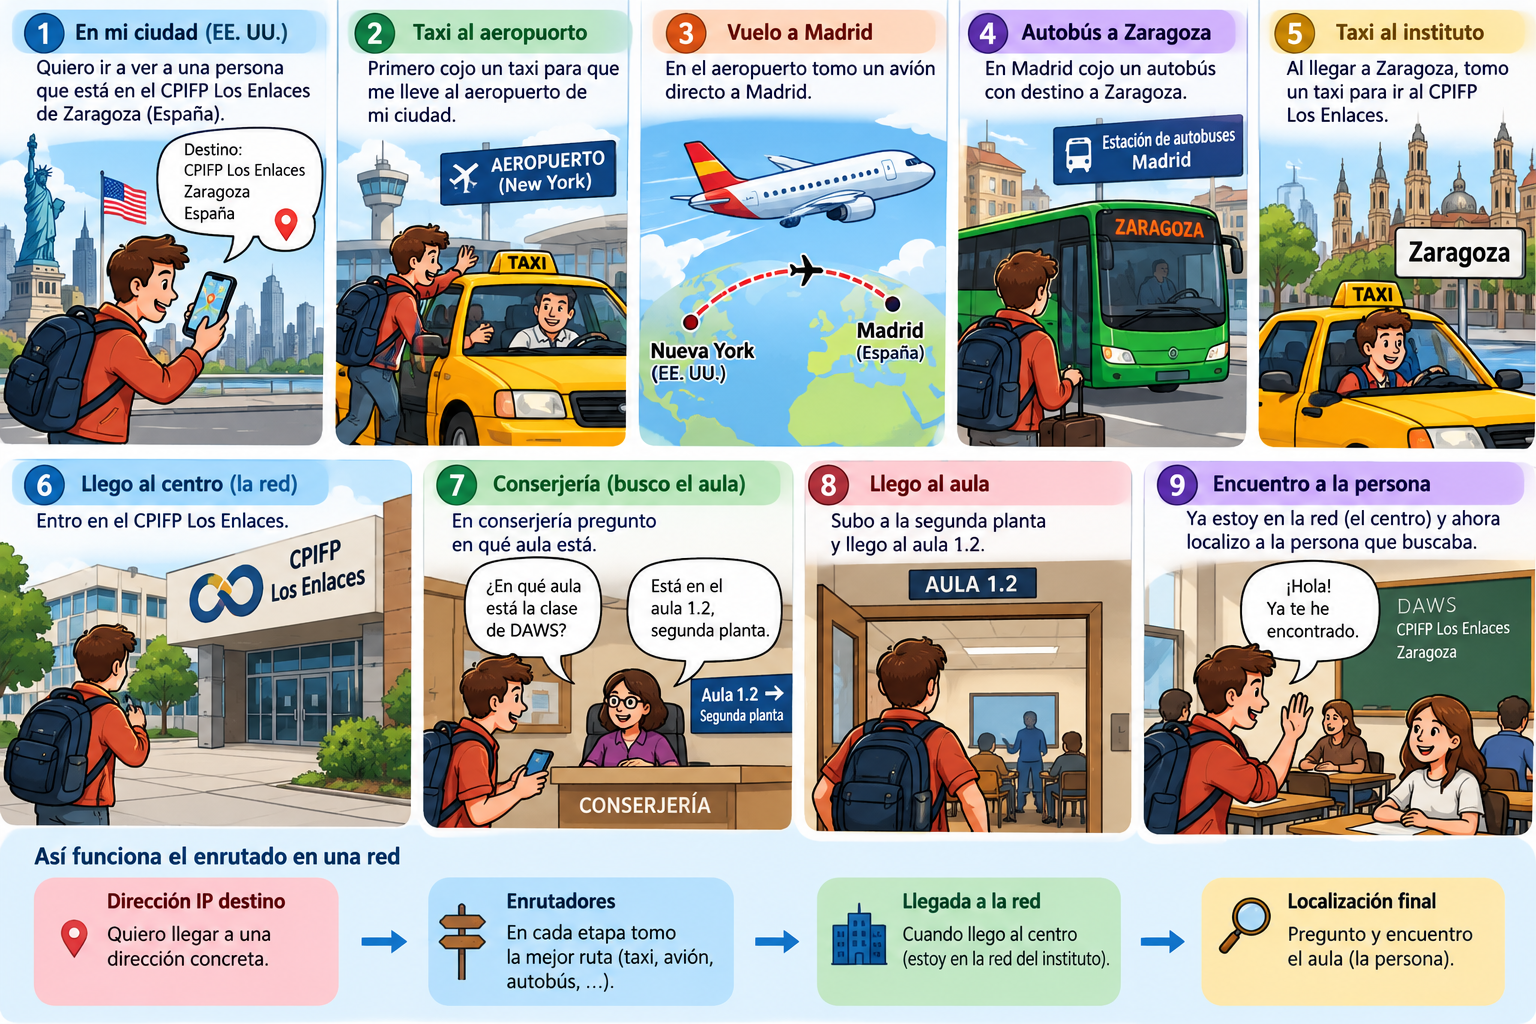 1 En mi ciudad (EE. UU.)
Quiero ir a ver a una persona
que está en el CPIFP Los Enlaces
de Zaragoza (España).
Destino:
CPIFP Los Enlaces
Zaragoza
España
2 Taxi al aeropuorto
Primero cojo un taxi para que
me lleve al aeropuerto de
mi ciudad.
AEROPUERTO
(New York)
TAXI
3 Vuelo a Madrid
En el aeropuerto tomo un avión
directo a Madrid.
Nueva York
(EE. UU.)
Madrid
(España)
4 Autobús a Zaragoza
En Madrid cojo un autobús
con destino a Zaragoza.
Estación de autobuses
Madrid
ZARAGOZA
5 Taxi al instituto
Al llegar a Zaragoza, tomo
un taxi para ir al CPIFP
Los Enlaces.
Zaragoza
TAXI
6 Llego al centro (la red)
Entro en el CPIFP Los Enlaces.
CPIFP
Los Enlaces
7 Conserjería (busco el aula)
En conserjería pregunto
en qué aula está.
¿En qué aula
está la clase
de DAWS?
Está en el
aula 1.2,
segunda planta.
Aula 1.2 →
Segunda planta
CONSERJERÍA
8 Llego al aula
Subo a la segunda planta
y llego al aula 1.2.
AULA 1.2
9 Encuentro a la persona
Ya estoy en la red (el centro) y ahora
localizo a la persona que buscaba.
¡Hola!
Ya te he
encontrado.
DAWS
CPIFP Los Enlaces
Zaragoza
Así funciona el enrutado en una red
Dirección IP destino
Quiero llegar a una
dirección concreta.
Enrutadores
En cada etapa tomo
la mejor ruta (taxi, avión,
autobús, ...).
Llegada a la red
Cuando llego al centro
(estoy en la red del instituto).
Localización final
Pregunto y encuentro
el aula (la persona).